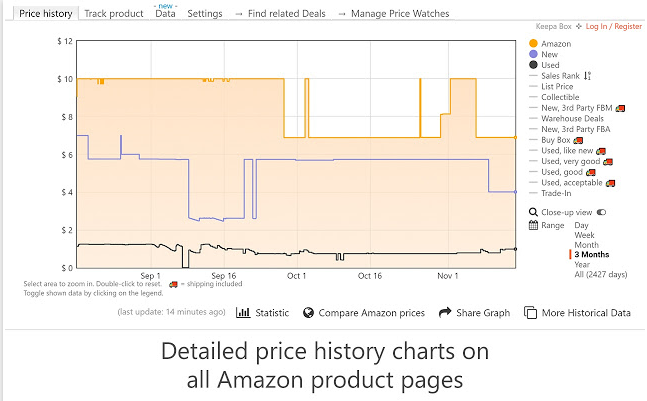 Price history Track product - new - Data Settings → Find related Deals → Manage Price Watches
Keepa Box Log In / Register
$ 12
$ 10
$ 8
$ 6
$ 4
$ 2
$ 0
Sep 1 Sep 16 Oct 1 Oct 16 Nov 1
Amazon
New
Used
Sales Rank
List Price
Collectible
New, 3rd Party FBM
Warehouse Deals
New, 3rd Party FBA
Buy Box
Used, like new
Used, very good
Used, good
Used, acceptable
Trade-In
Close-up view
Range
Day
Week
Month
3 Months
Year
All (2427 days)
Select area to zoom in. Double-click to reset. = shipping included
Toggle shown data by clicking on the legend.
(last update: 14 minutes ago) Statistic Compare Amazon prices Share Graph More Historical Data
Detailed price history charts on
all Amazon product pages